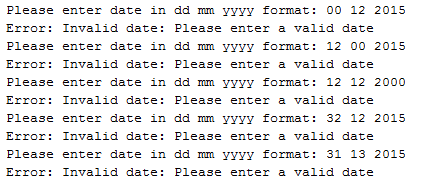 Please enter date in dd mm yyyy format: 00 12 2015
Error: Invalid date: Please enter a valid date
Please enter date in dd mm yyyy format: 12 00 2015
Error: Invalid date: Please enter a valid date
Please enter date in dd mm yyyy format: 12 12 2000
Error: Invalid date: Please enter a valid date
Please enter date in dd mm yyyy format: 32 12 2015
Error: Invalid date: Please enter a valid date
Please enter date in dd mm yyyy format: 31 13 2015
Error: Invalid date: Please enter a valid date